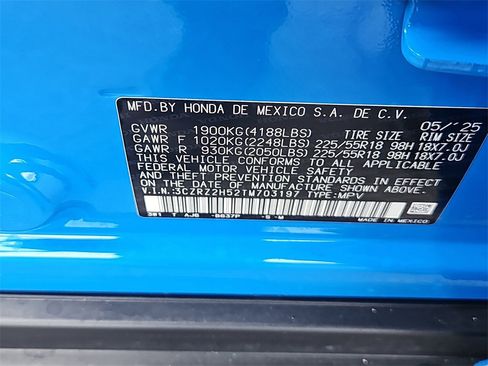 MFD.BY HONDA DE MEXICO S.A. DE C.V. 05/'25
GVWR 1900KG(4188LBS) TIRE SIZE RIM SIZE
GAWR F 1020KG(2248LBS) 225/55R18 98H 18X7.0J
GAWR R 930KG(2050LBS) 225/55R18 98H 18X7.0J
THIS VEHICLE CONFORMS TO ALL APPLICABLE
FEDERAL MOTOR VEHICLE
SAFETY STANDARDS IN EFFECT
ON THE DATE OF MANUFACTURE SHOWN ABOVE.
V.I.N.:3CZRZ2H52TM703197 TYPE:MPV
3B1 T AJB B637P S M
MADE IN MEXICO